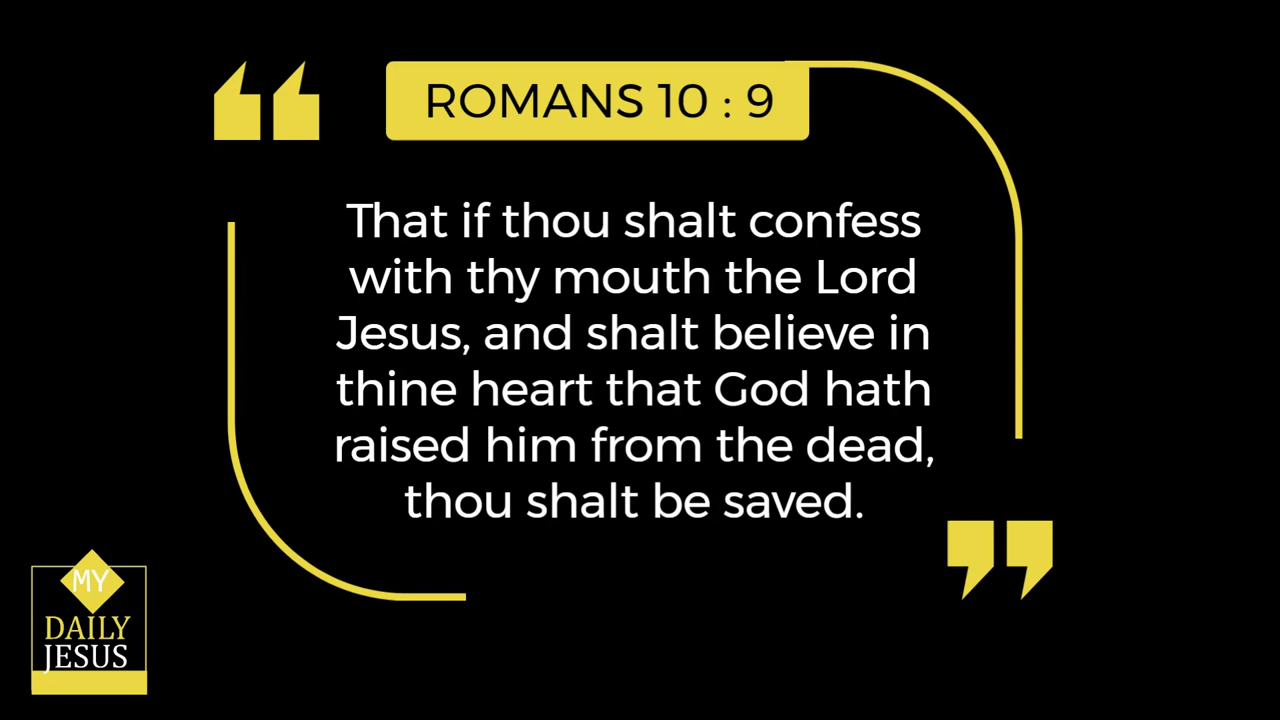 ROMANS 10 : 9
That if thou shalt confess
with thy mouth the Lord
Jesus, and shalt believe in
thine heart that God hath
raised him from the dead,
thou shalt be saved.
MY
DAILY
JESUS